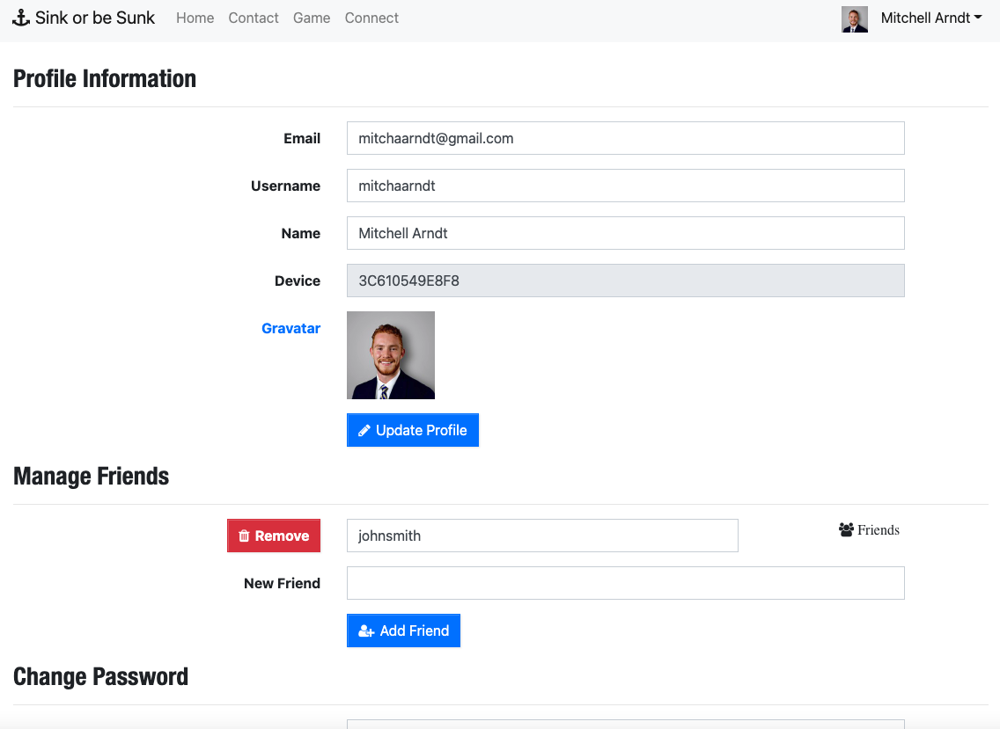 Sink or be Sunk Home Contact Game Connect Mitchell Arndt
Profile Information
Email mitchaarndt@gmail.com
Username mitchaarndt
Name Mitchell Arndt
Device 3C610549E8F8
Gravatar
Update Profile
Manage Friends
Remove johnsmith Friends
New Friend
Add Friend
Change Password